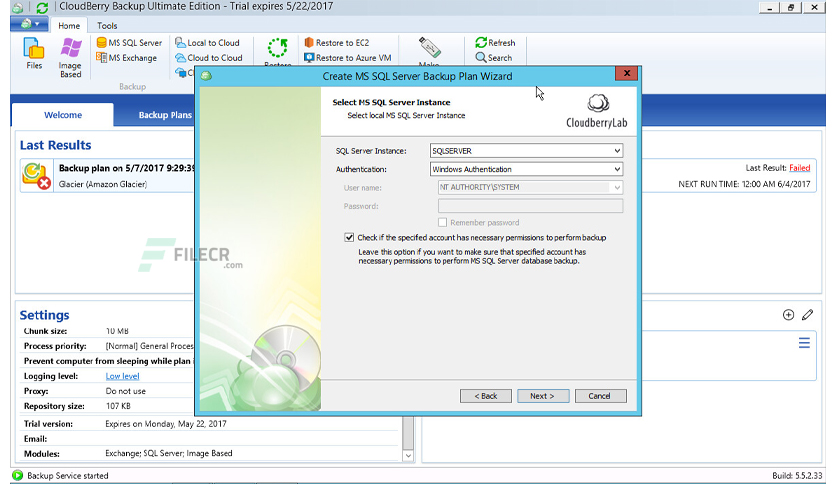 CloudBerry Backup Ultimate Edition - Trial expires 5/22/2017
Home Tools
Files
Image
Based
MS SQL Server
MS Exchange
Backup
Local to Cloud
Cloud to Cloud
Restore to EC2
Restore to Azure VM
Refresh
Search
Create MS SQL Server Backup Plan Wizard
Welcome
Backup Plans
Last Results
Backup plan on 5/7/2017 9:29:39
Glacier (Amazon Glacier)
Last Result: Failed
NEXT RUN TIME: 12:00 AM 6/4/2017
Select MS SQL Server Instance
Select local MS SQL Server Instance
CloudberryLab
SQL Server Instance: SQLSERVER
Authentication: Windows Authentication
User name: NT AUTHORITY\SYSTEM
Password:
Remember password
Check if the specified account has necessary permissions to perform backup
Leave this option if you want to make sure that specified account has
necessary permissions to perform MS SQL Server database backup.
< Back Next > Cancel
FILECR
.com
Settings
Chunk size: 10 MB
Process priority: [Normal] General Proces
Prevent computer from sleeping while plan
Logging level: Low level
Proxy: Do not use
Repository size: 107 KB
Trial version: Expires on Monday, May 22, 2017
Email:
Modules: Exchange; SQL Server; Image Based
Backup Service started
Build: 5.5.2.33